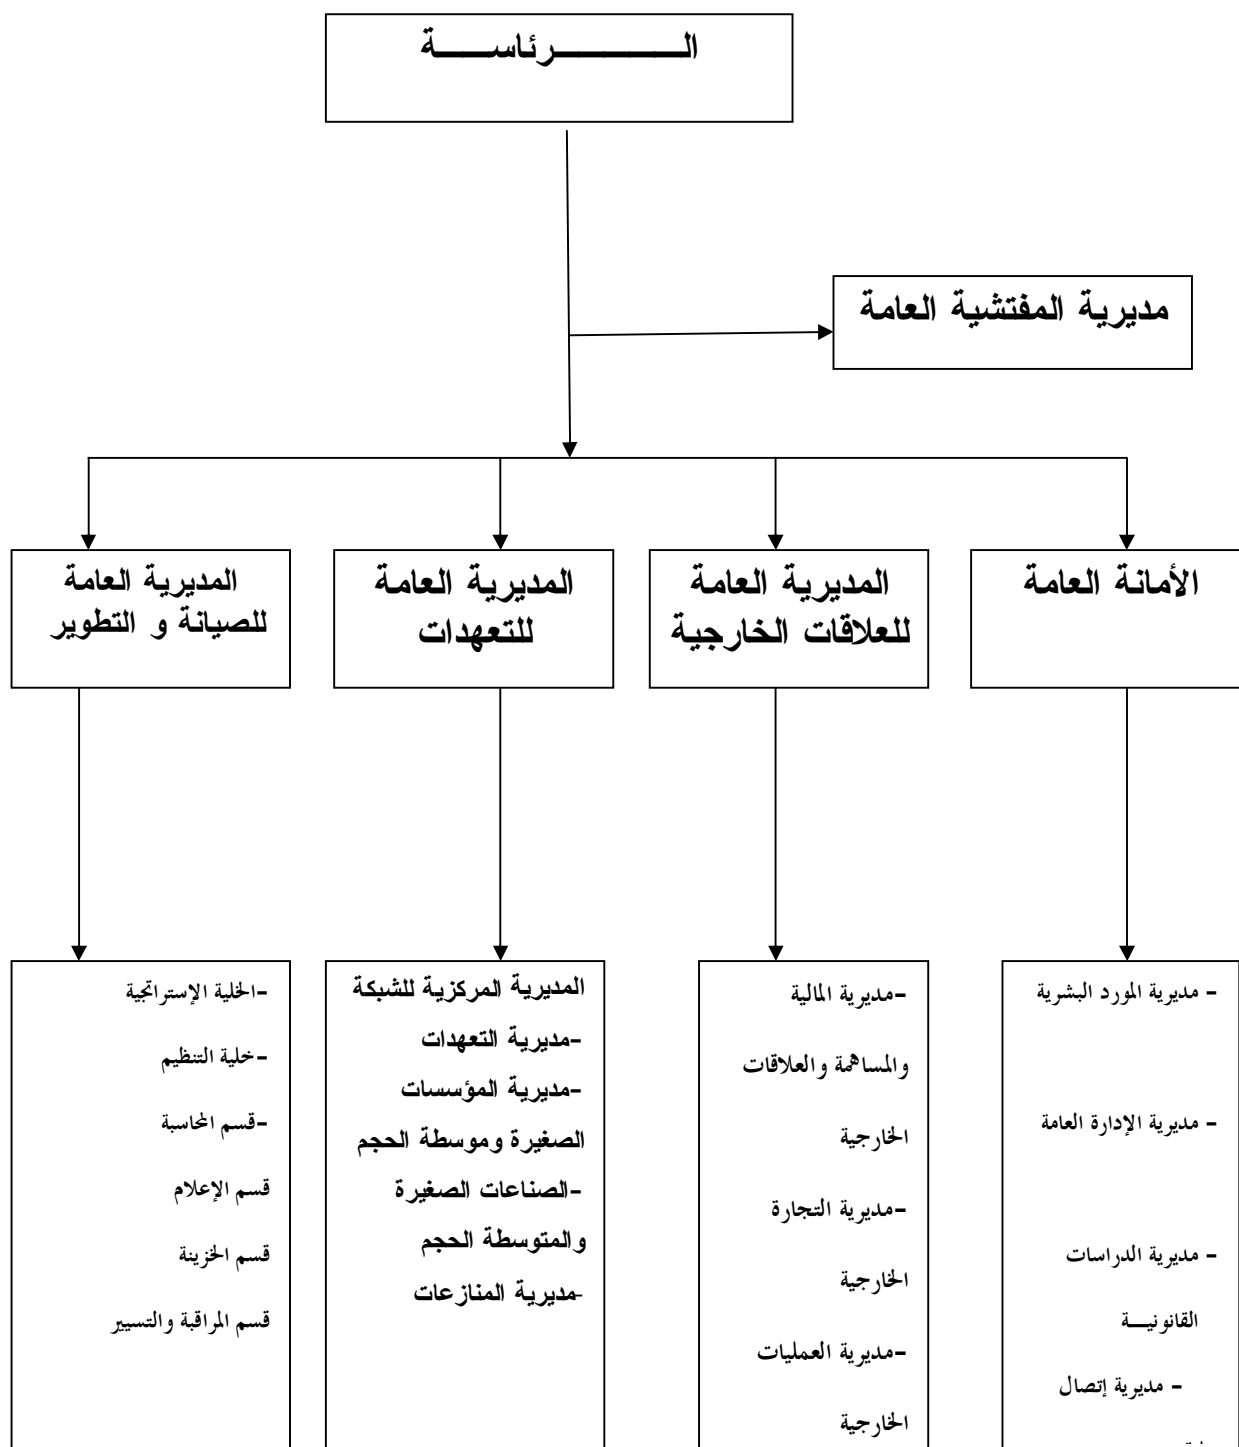 الـــــــــــرئاســـــــة
مديرية المفتشية العامة
الأمانة العامة
المديرية العامة
للعلاقات الخارجية
المديرية العامة
للتعهدات
المديرية العامة
للصيانة و التطوير
- مديرية المورد البشرية
- مديرية الإدارة العامة
- مديرية الدراسات
القانونيـــة
- مديرية إتصال
-مديرية المالية
والمساهمة والعلاقات
الخارجية
-مديرية التجارة
الخارجية
-مديرية العمليات
الخارجية
المديرية المركزية للشبكة
-مديرية التعهدات
-مديرية المؤسسات
الصغيرة وموسطة الحجم
-الصناعات الصغيرة
والمتوسطة الحجم
-مديرية المنازعات
-الخلية الإستراتجية
-خلية التنظيم
-قسم المحاسبة
قسم الإعلام
قسم الخزينة
قسم المراقبة والتسيير